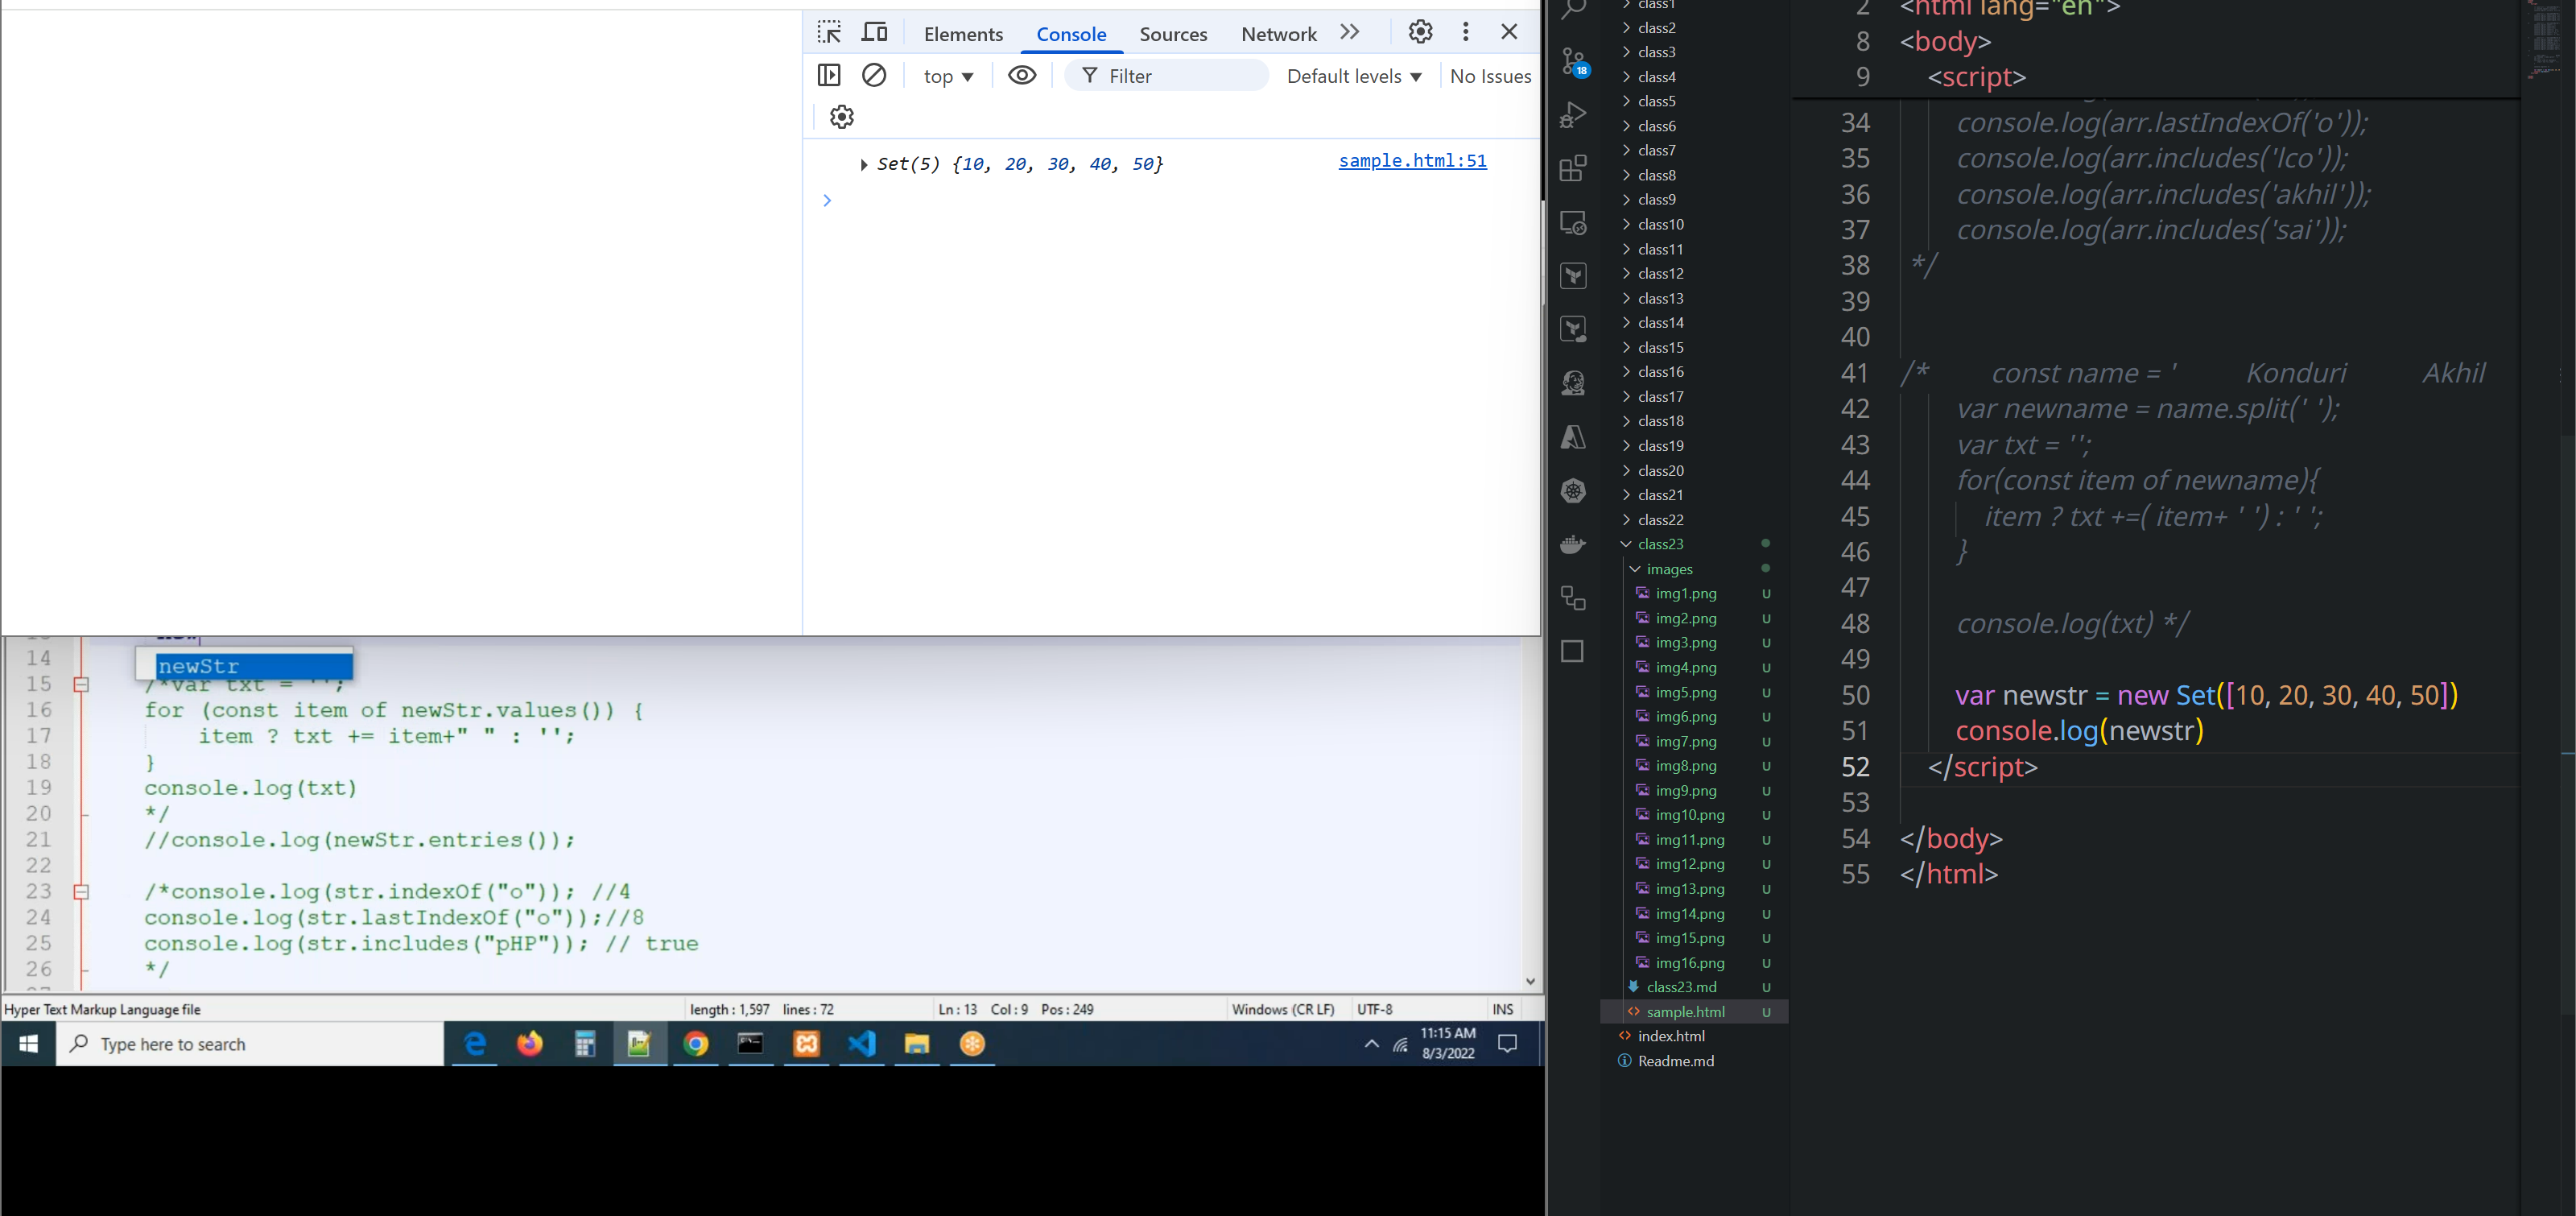 Elements
Console
Sources
Network
top ▼
Filter
Default levels ▼
No Issues
Set(5) {10, 20, 30, 40, 50}
sample.html:51
14
newStr
15 /*var txt = '';
16 for (const item of newStr.values()) {
17 item ? txt += item+" " : '';
18 }
19 console.log(txt)
20 */
21 //console.log(newStr.entries());
22
23 /*console.log(str.indexOf("o")); //4
24 console.log(str.lastIndexOf("o"));//8
25 console.log(str.includes("pHP")); // true
26 */
Hyper Text Markup Language file
length : 1,597 lines : 72
Ln : 13 Col : 9 Pos : 249
Windows (CR LF)
UTF-8
INS
Type here to search
11:15 AM
8/3/2022
18
class1
class2
class3
class4
class5
class6
class7
class8
class9
class10
class11
class12
class13
class14
class15
class16
class17
class18
class19
class20
class21
class22
class23
images
img1.png U
img2.png U
img3.png U
img4.png U
img5.png U
img6.png U
img7.png U
img8.png U
img9.png U
img10.png U
img11.png U
img12.png U
img13.png U
img14.png U
img15.png U
img16.png U
class23.md U
sample.html U
index.html
Readme.md
2 <html lang="en">
8 <body>
9 <script>
34 console.log(arr.lastIndexOf('o'));
35 console.log(arr.includes('lco'));
36 console.log(arr.includes('akhil'));
37 console.log(arr.includes('sai'));
38 */
39
40
41 /* const name = ' Konduri Akhil
42 var newname = name.split(' ');
43 var txt = '';
44 for(const item of newname){
45 item ? txt +=( item+ ' ') : ' ';
46 }
47
48 console.log(txt) */
49
50 var newstr = new Set([10, 20, 30, 40, 50])
51 console.log(newstr)
52 </script>
53
54 </body>
55 </html>